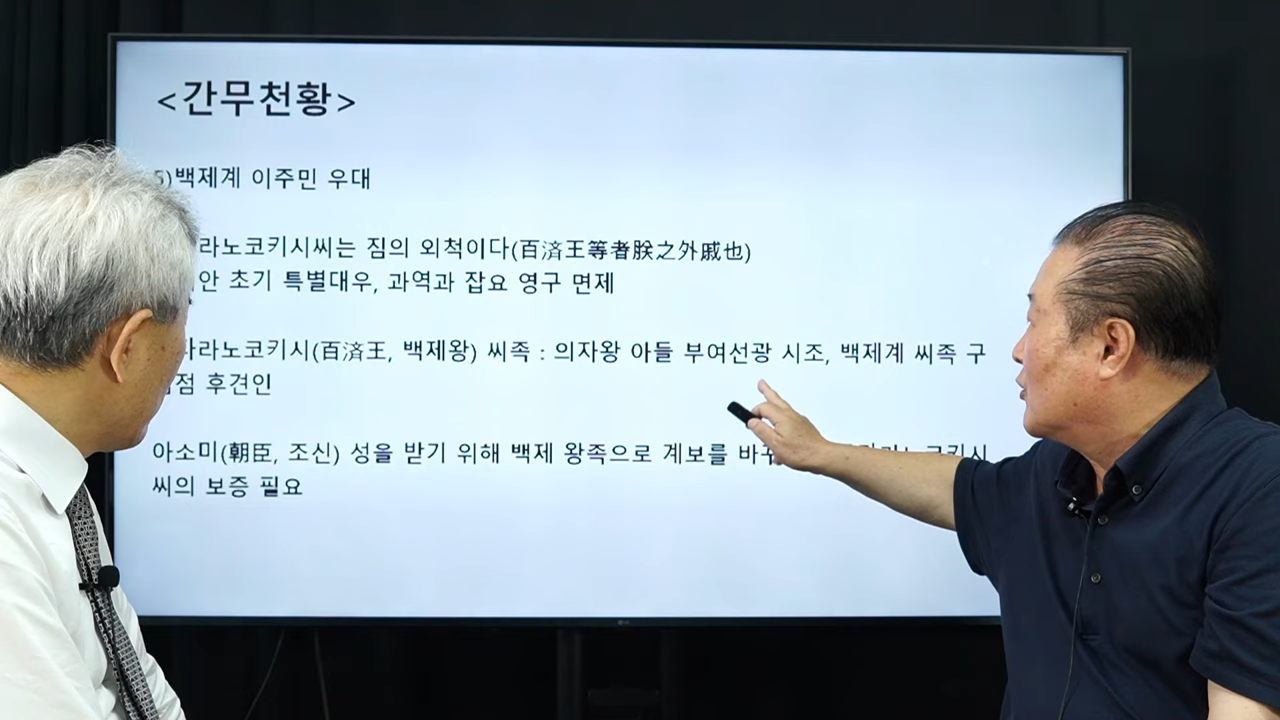 <간무천황>
5)백제계 이주민 우대
라노코키시씨는 짐의 외척이다(百済王等者朕之外戚也)
안 초기 특별대우, 과역과 잡요 영구 면제
다라노코키시(百済王, 백제왕) 씨족 : 의자왕 아들 부여선광 시조, 백제계 씨족 구
점 후견인
아소미(朝臣, 조신) 성을 받기 위해 백제 왕족으로 계보를
씨의 보증 필요
LG